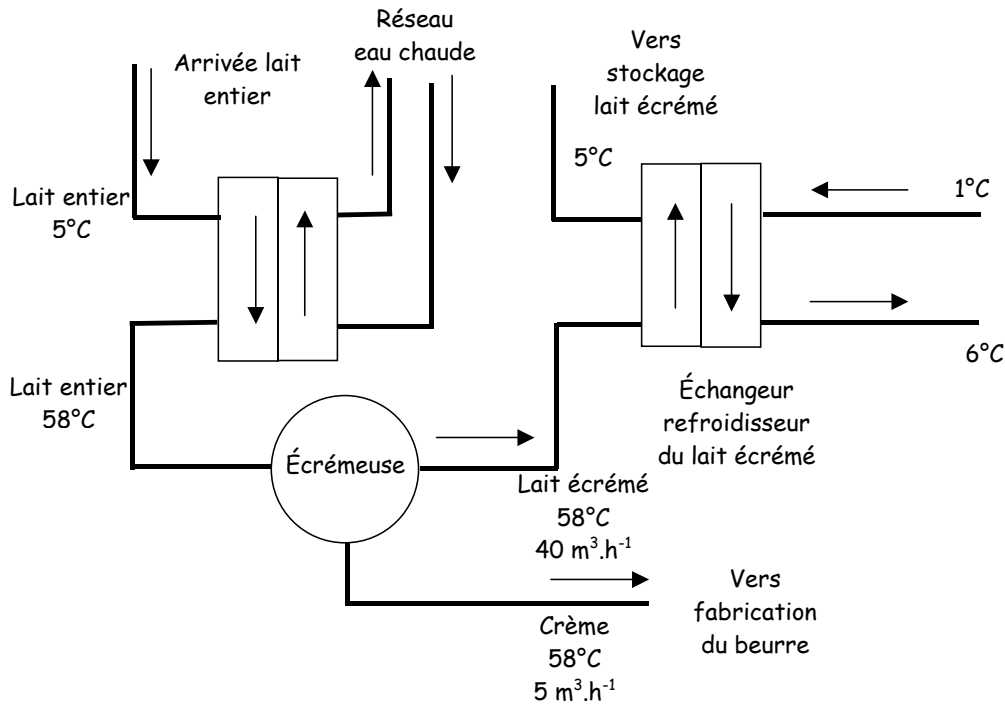 Réseau
eau chaude
Arrivée lait
entier
Vers
stockage
lait écrémé
5°C
1°C
Lait entier
5°C
6°C
Lait entier
58°C
Échangeur
refroidisseur
du lait écrémé
Écrémeuse
Lait écrémé
58°C
40 m³.h⁻¹
Vers
fabrication
du beurre
Crème
58°C
5 m³.h⁻¹